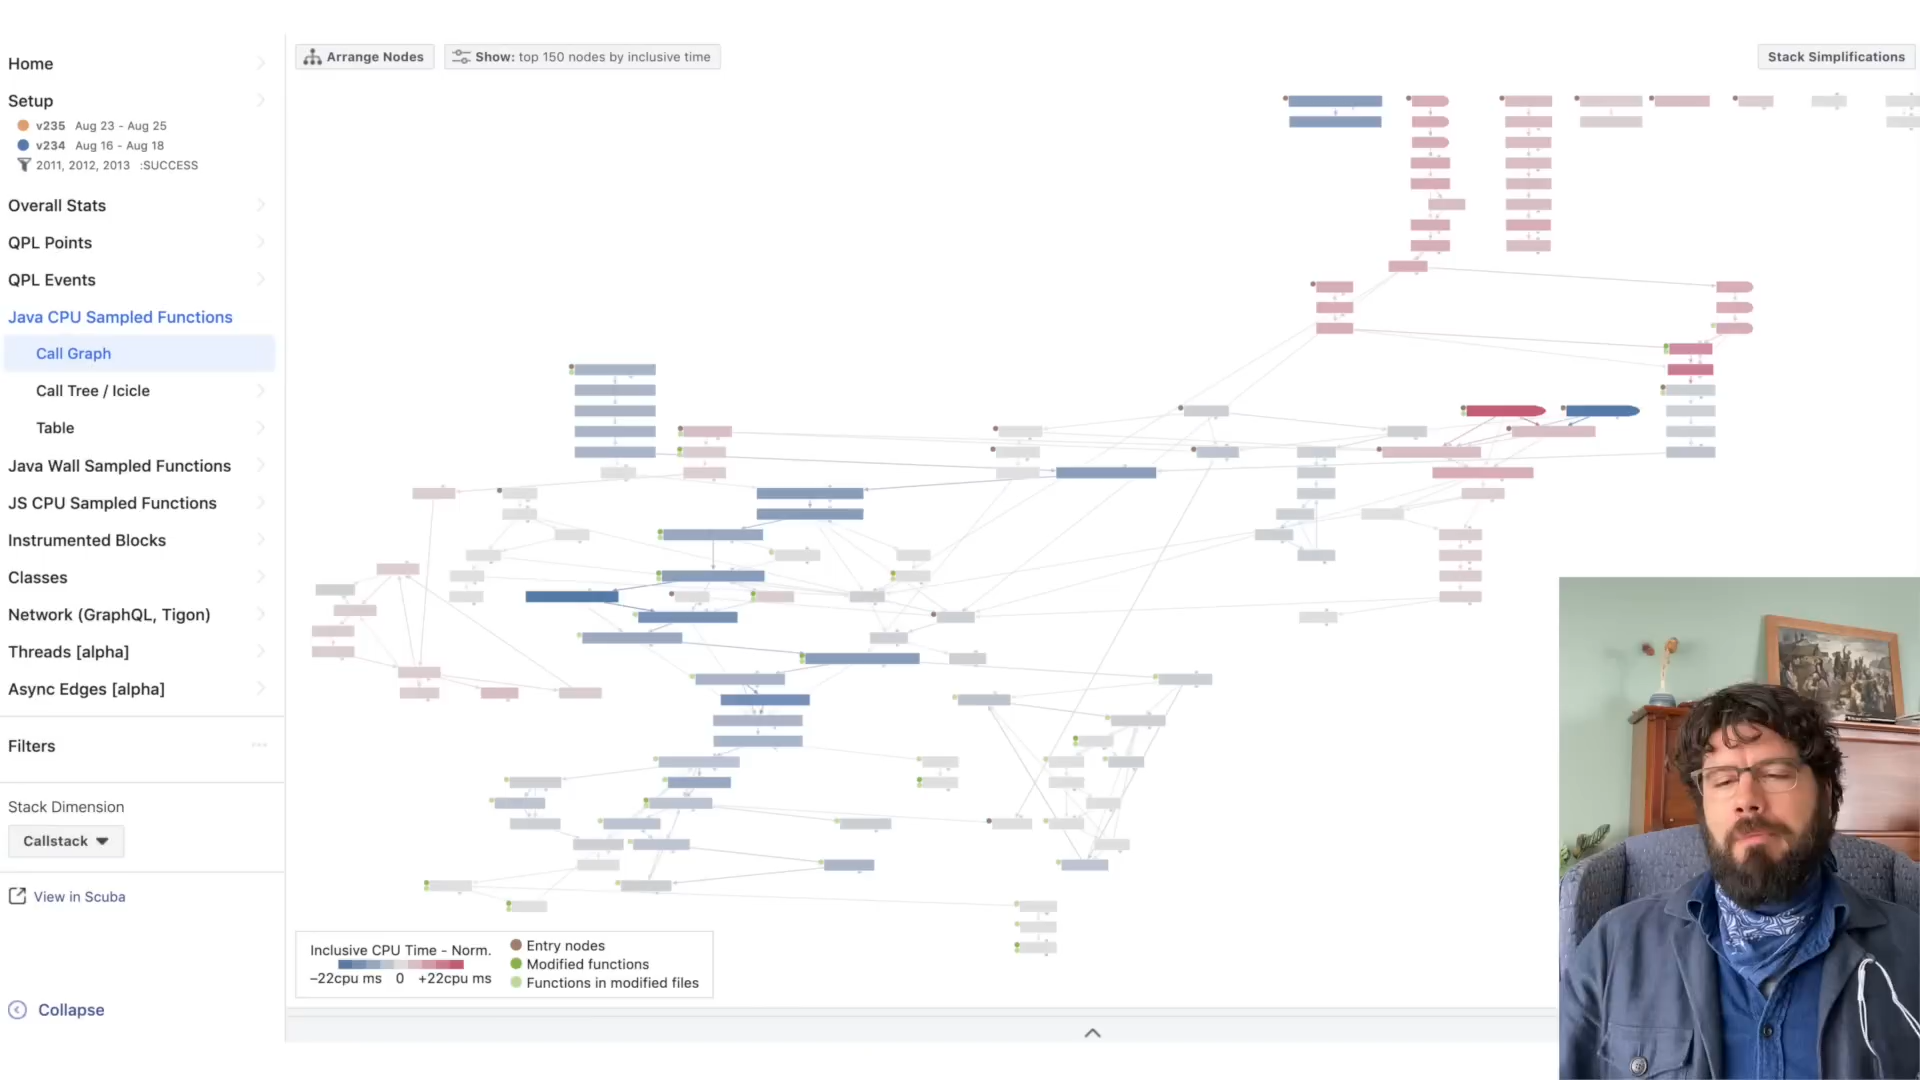 Home
Setup
v235 Aug 23 - Aug 25
v234 Aug 16 - Aug 18
2011, 2012, 2013 :SUCCESS
Overall Stats
QPL Points
QPL Events
Java CPU Sampled Functions
Call Graph
Call Tree / Icicle
Table
Java Wall Sampled Functions
JS CPU Sampled Functions
Instrumented Blocks
Classes
Network (GraphQL, Tigon)
Threads [alpha]
Async Edges [alpha]
Filters
Stack Dimension
Callstack
View in Scuba
Collapse
Arrange Nodes
Show: top 150 nodes by inclusive time
Stack Simplifications
Inclusive CPU Time - Norm.
−22cpu ms 0 +22cpu ms
Entry nodes
Modified functions
Functions in modified files